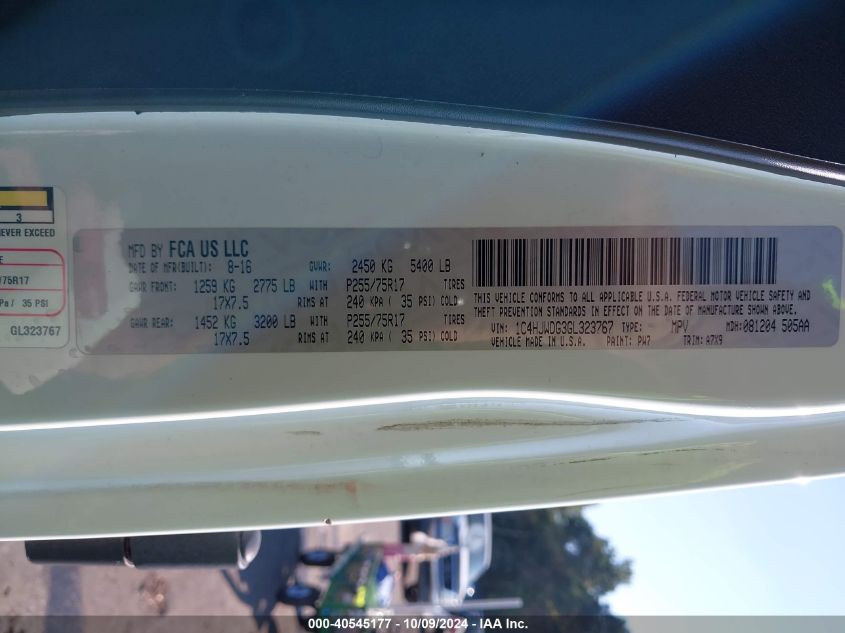 3
NEVER EXCEED
E
/75R17
Pa / 35 PSI
GL323767
MFD BY FCA US LLC
DATE OF MFR(BUILT): 8-16 GVWR: 2450 KG 5400 LB
GAWR FRONT: 1259 KG 2775 LB WITH P255/75R17 TIRES
17X7.5 RIMS AT 240 KPA ( 35 PSI) COLD
GAWR REAR: 1452 KG 3200 LB WITH P255/75R17 TIRES
17X7.5 RIMS AT 240 KPA ( 35 PSI) COLD
THIS VEHICLE CONFORMS TO ALL APPLICABLE U.S.A. FEDERAL MOTOR VEHICLE SAFETY, BUMPER AND
THEFT PREVENTION STANDARDS IN EFFECT ON THE DATE OF MANUFACTURE SHOWN ABOVE.
VIN: 1C4HJWDG3GL323767 TYPE: MPV MDH: 081204 505AA
VEHICLE MADE IN U.S.A. PAINT: PW7 TRIM: A7X9
000-40545177 - 10/09/2024 - IAA Inc.